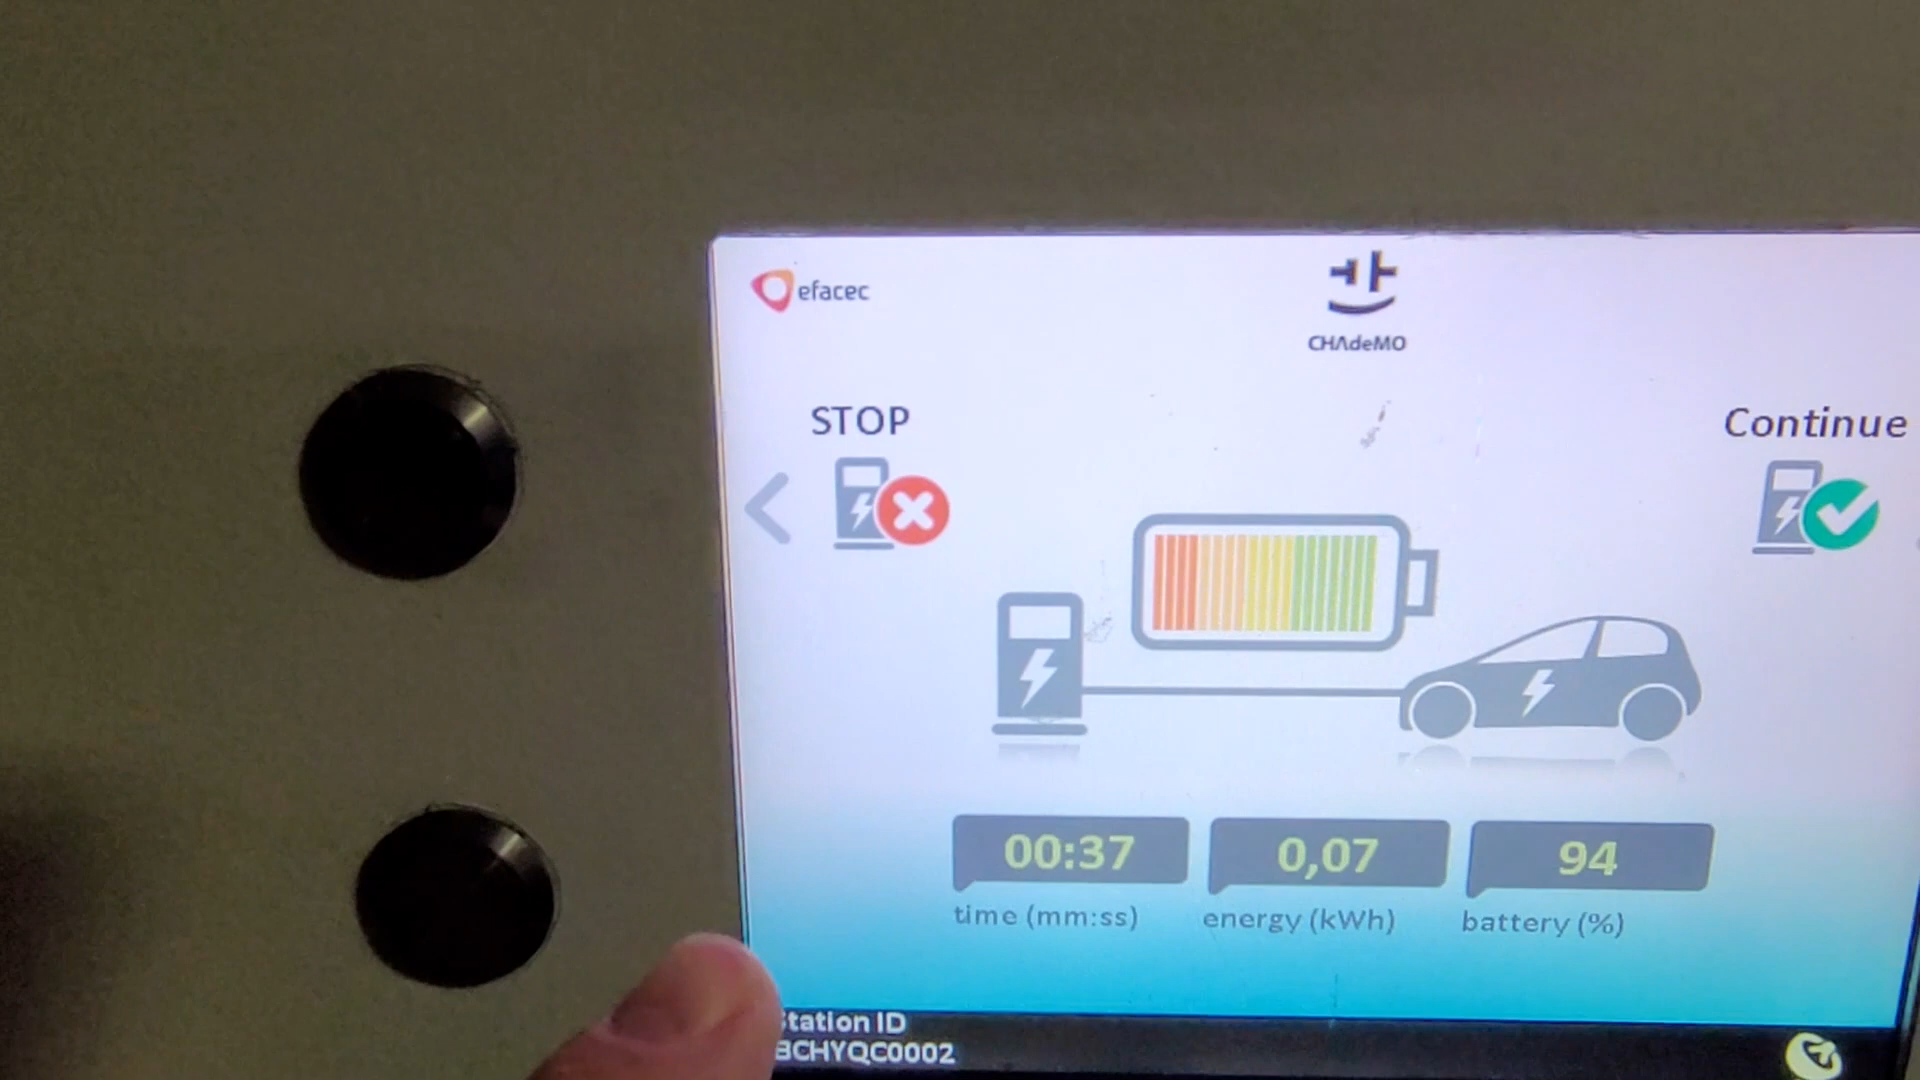 efacec
CHΛdeMO
STOP
Continue
00:37
0,07
94
time (mm:ss)
energy (kWh)
battery (%)
Station ID
BCHYQC0002